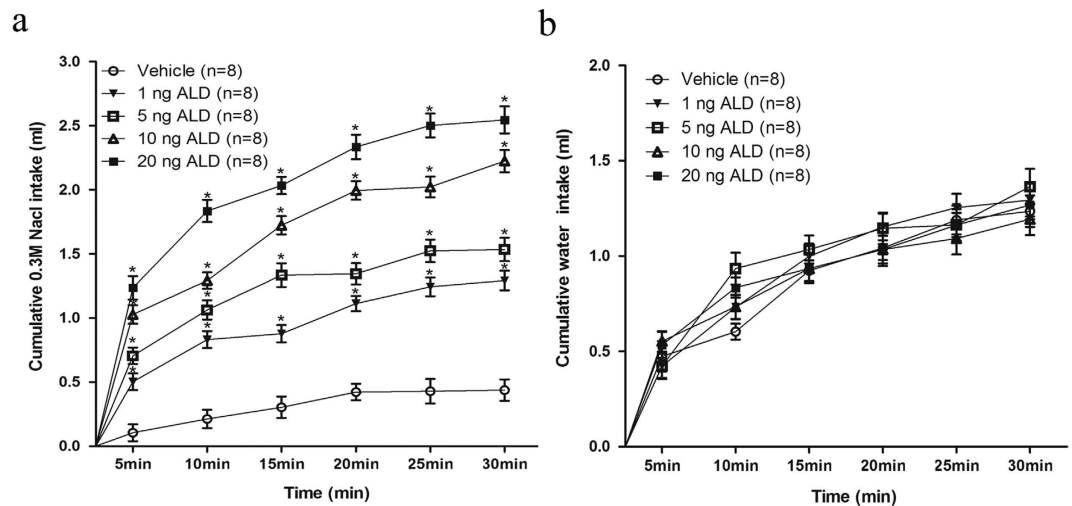 a
Cumulative 0.3M Nacl intake (ml)
3.0
2.5
2.0
1.5
1.0
0.5
0.0
Vehicle (n=8)
1 ng ALD (n=8)
5 ng ALD (n=8)
10 ng ALD (n=8)
20 ng ALD (n=8)
* * * * * *
* * * * * *
* * * * * *
* * * * * *
5min 10min 15min 20min 25min 30min
Time (min)
b
Cumulative water intake (ml)
2.0
1.5
1.0
0.5
0.0
Vehicle (n=8)
1 ng ALD (n=8)
5 ng ALD (n=8)
10 ng ALD (n=8)
20 ng ALD (n=8)
5min 10min 15min 20min 25min 30min
Time (min)